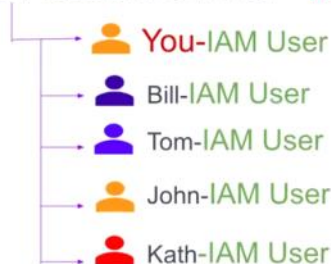 You-IAM User
Bill-IAM User
Tom-IAM User
John-IAM User
Kath-IAM User